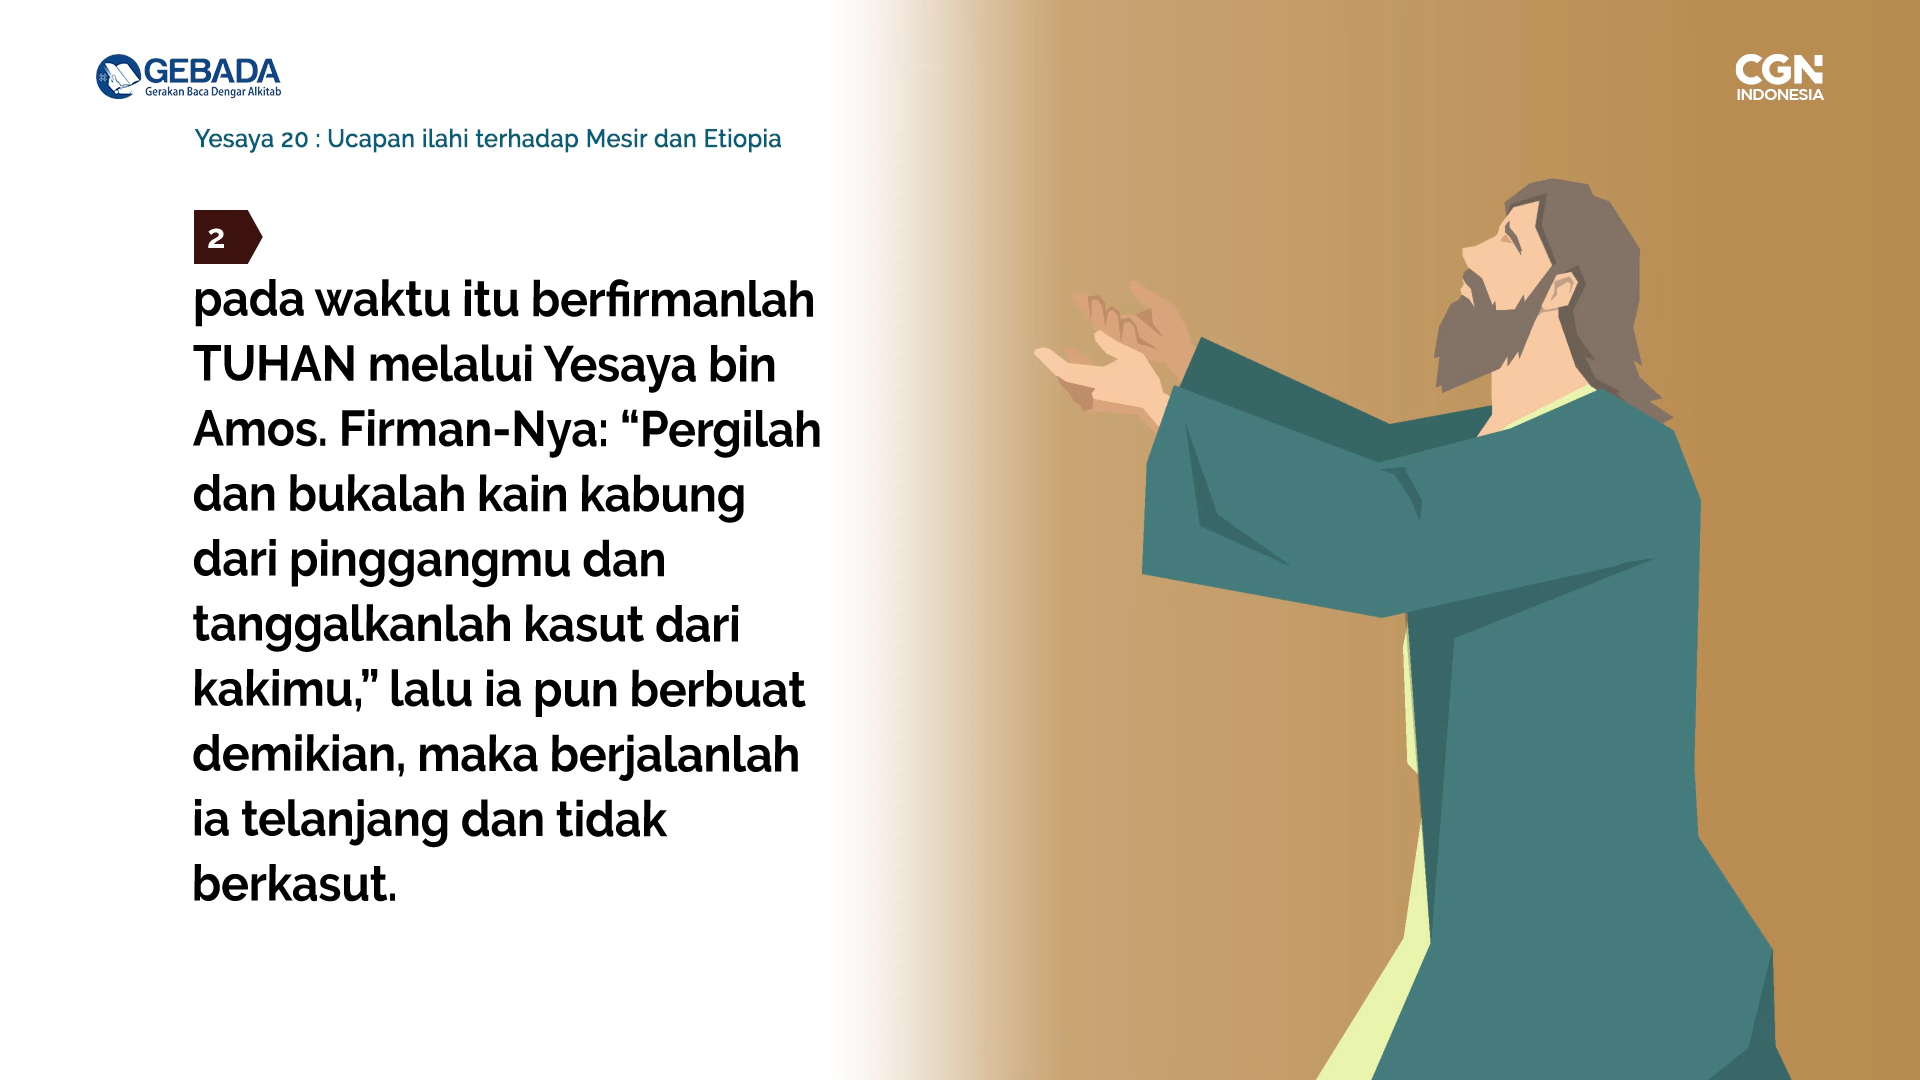 GEBADA
Gerakan Baca Dengar Alkitab
CGN
INDONESIA
Yesaya 20 : Ucapan ilahi terhadap Mesir dan Etiopia
2
pada waktu itu berfirmanlah
TUHAN melalui Yesaya bin
Amos. Firman-Nya: “Pergilah
dan bukalah kain kabung
dari pinggangmu dan
tanggalkanlah kasut dari
kakimu,” lalu ia pun berbuat
demikian, maka berjalanlah
ia telanjang dan tidak
berkasut.